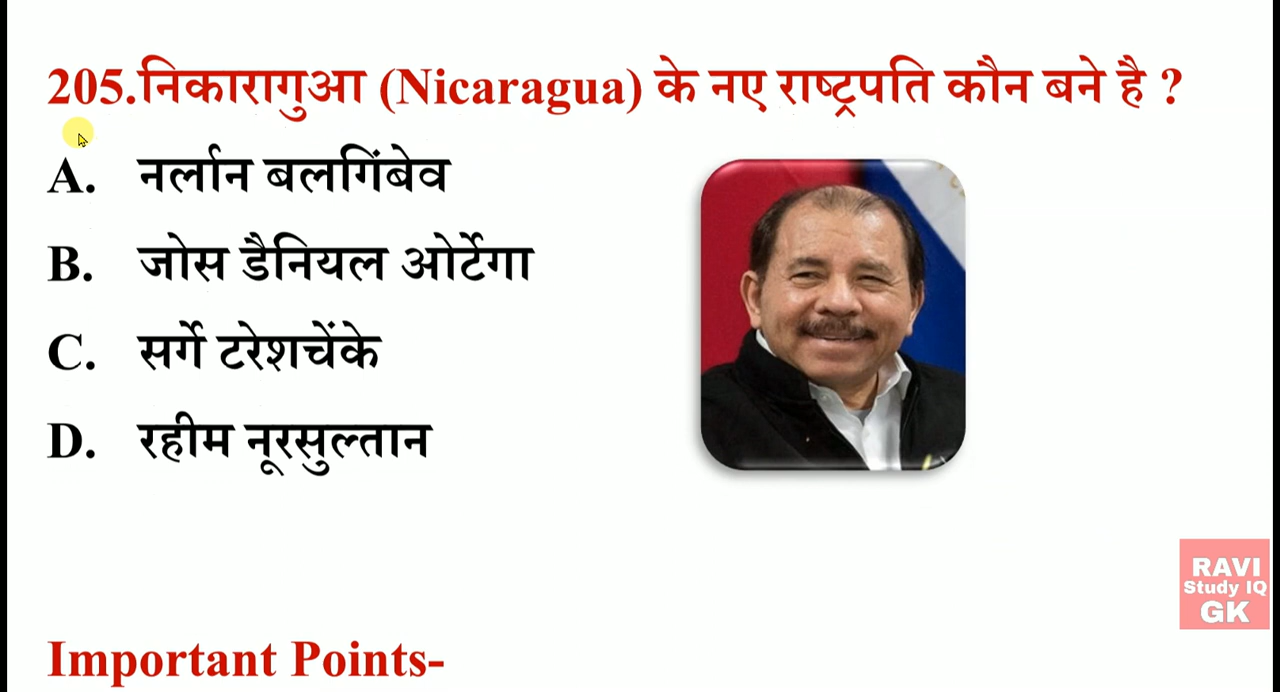 205.निकारागुआ (Nicaragua) के नए राष्ट्रपति कौन बने है ?
A. नर्लान बलगिंबेव
B. जोस डैनियल ओर्टेगा
C. सर्गे टरेशचेंके
D. रहीम नूरसुल्तान
RAVI
Study IQ
GK
Important Points-